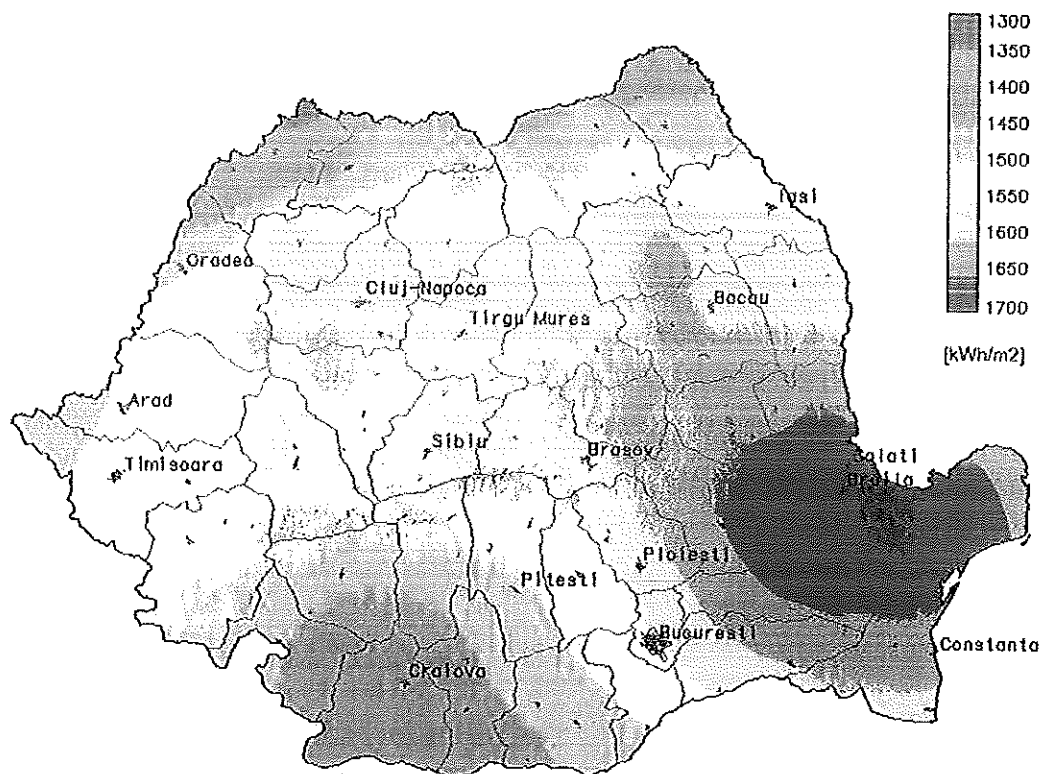 1300
1350
1400
1450
1500
1550
1600
1650
1700
[kWh/m2]
Iasi
Oradea
Cluj-Napoca
Bacau
Tirgu Mures
Arad
Sibiu
Brasov
Galati
Timisoara
Braila
Ploiesti
Pitesti
Bucuresti
Constanta
Craiova